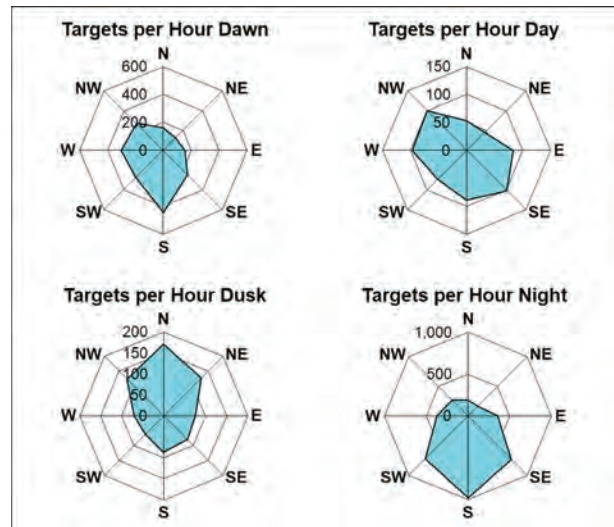 Targets per Hour Dawn
N
600
NW
NE
400
200
W
0
E
SW
SE
S
Targets per Hour Day
N
150
NW
NE
100
50
W
0
E
SW
SE
S
Targets per Hour Dusk
N
200
NW
150
NE
100
50
W
0
E
SW
SE
S
Targets per Hour Night
N
1,000
NW
NE
500
W
0
E
SW
SE
S